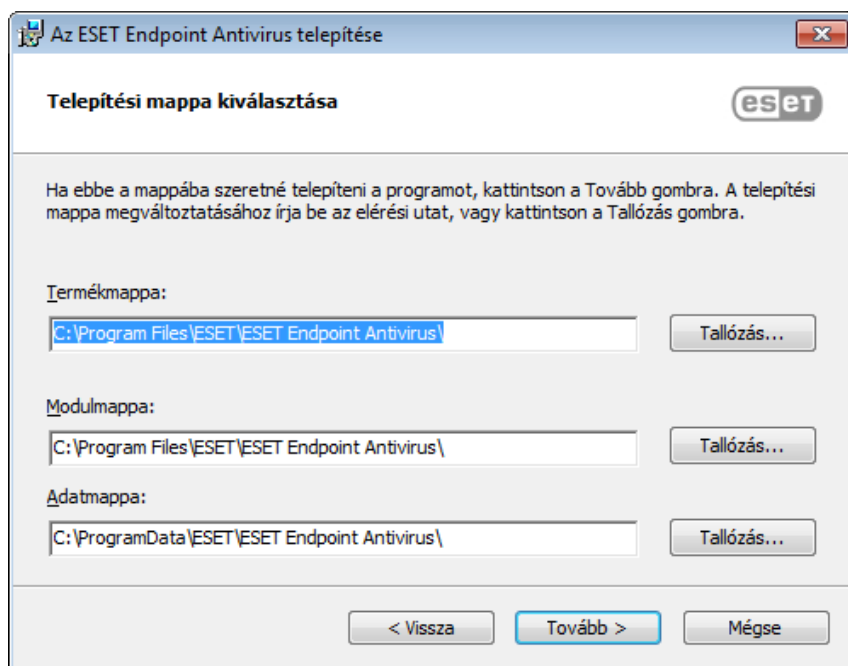 Az ESET Endpoint Antivirus telepítése
Telepítési mappa kiválasztása
eseT
Ha ebbe a mappába szeretné telepíteni a programot, kattintson a Tovább gombra. A telepítési
mappa megváltoztatásához írja be az elérési utat, vagy kattintson a Tallózás gombra.
Termékmappa:
C:\Program Files\ESET\ESET Endpoint Antivirus\
Tallózás...
Modulmappa:
C:\Program Files\ESET\ESET Endpoint Antivirus\
Tallózás...
Adatmappa:
C:\ProgramData\ESET\ESET Endpoint Antivirus\
Tallózás...
< Vissza
Tovább >
Mégse